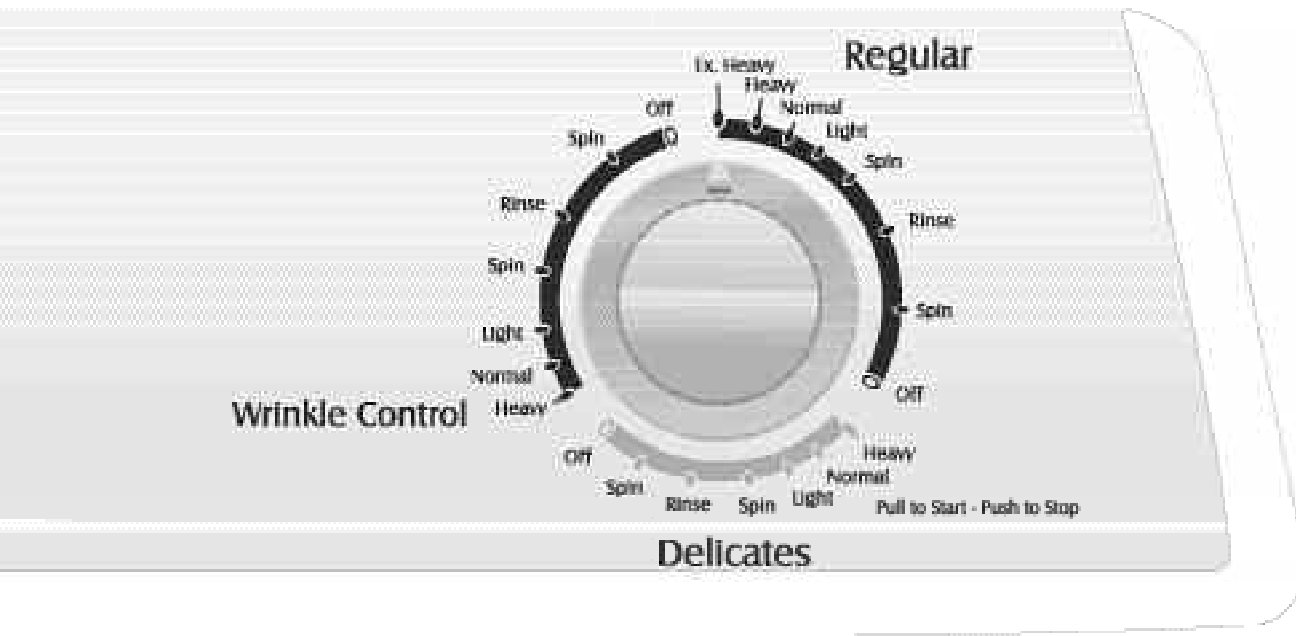 Regular
Ex. Heavy
Heavy
Normal
Light
Spin
Rinse
Spin
Off
Delicates
Heavy
Normal
Light
Spin
Rinse
Spin
Off
Wrinkle Control
Heavy
Normal
Light
Spin
Rinse
Spin
Off
Pull to Start - Push to Stop